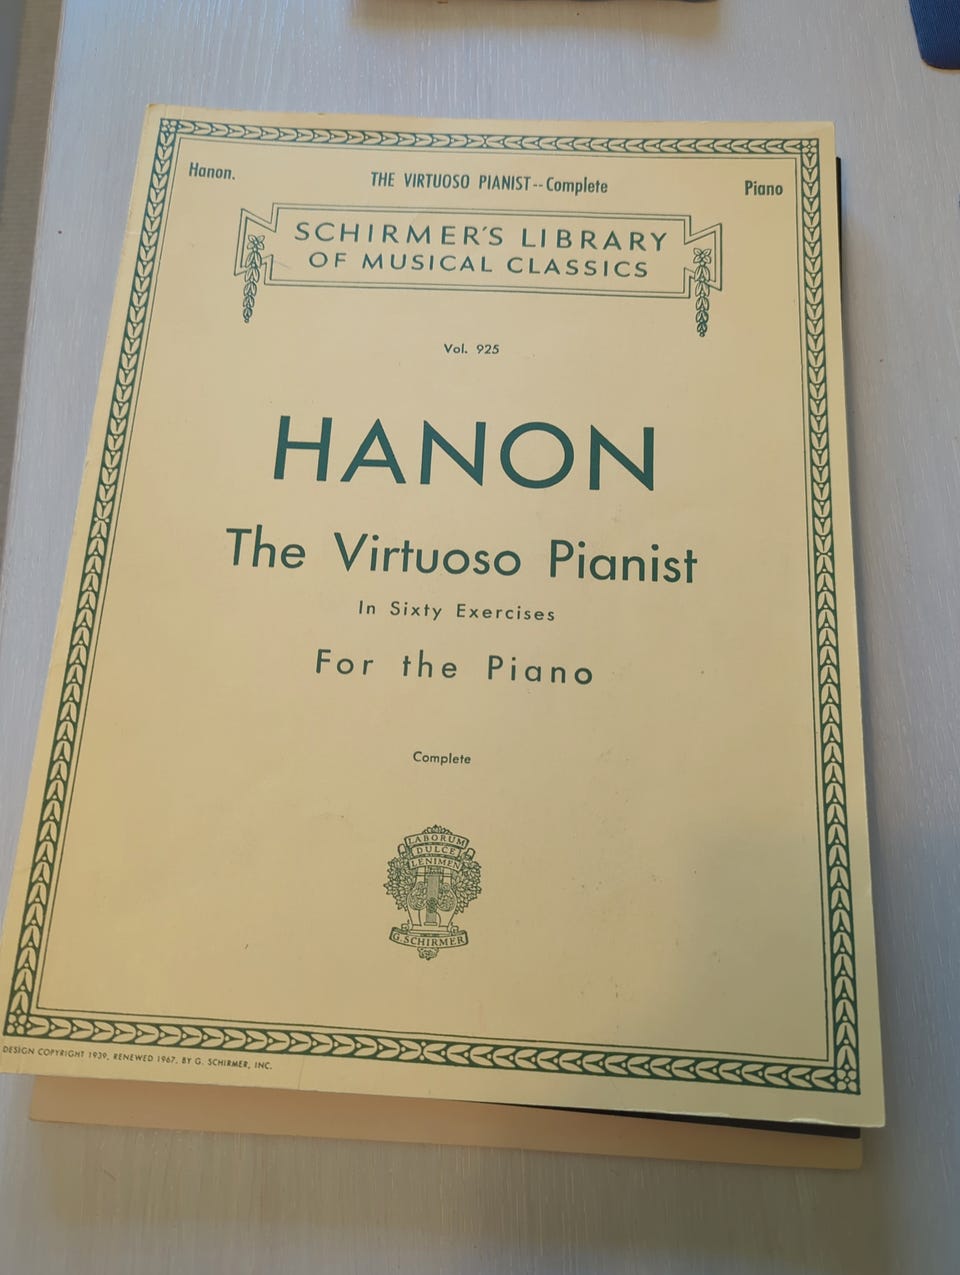 Hanon.
THE VIRTUOSO PIANIST--Complete
Piano
SCHIRMER'S LIBRARY
OF MUSICAL CLASSICS
Vol. 925
HANON
The Virtuoso Pianist
In Sixty Exercises
For the Piano
Complete
LABORUM
DULCE
LENIMEN
G. SCHIRMER
DESIGN COPYRIGHT 1939, RENEWED 1967, BY G. SCHIRMER, INC.